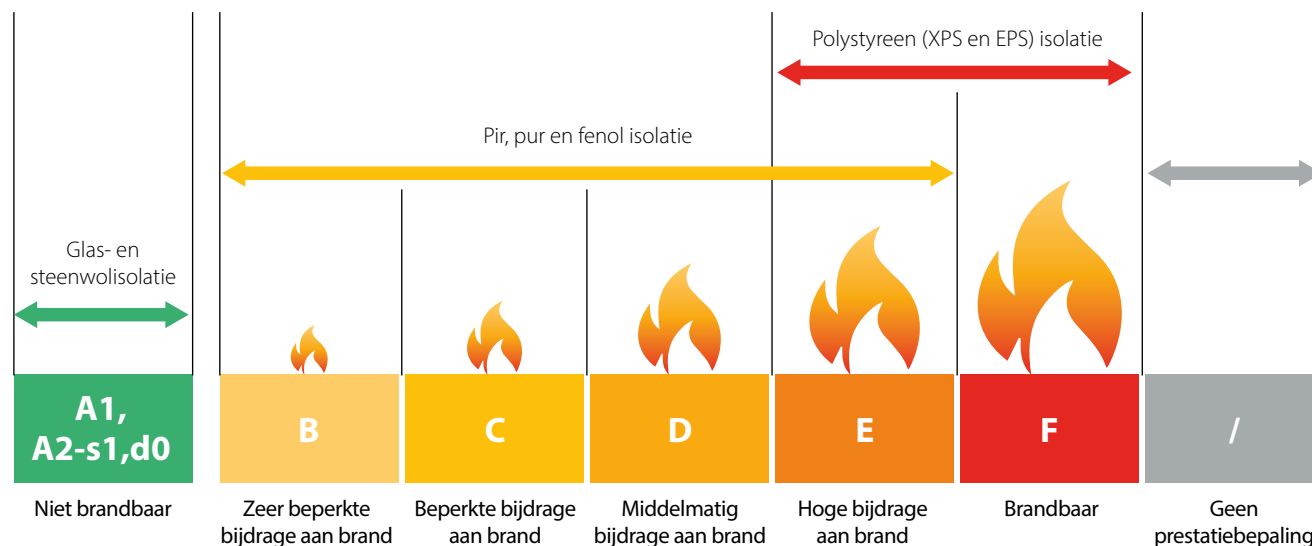 Polystyreen (XPS en EPS) isolatie
Pir, pur en fenol isolatie
Glas- en
steenwolisolatie
A1,
A2-s1,d0
B
C
D
E
F
/
Niet brandbaar
Zeer beperkte
bijdrage aan brand
Beperkte bijdrage
aan brand
Middelmatig
bijdrage aan brand
Hoge bijdrage
aan brand
Brandbaar
Geen
prestatiebepaling